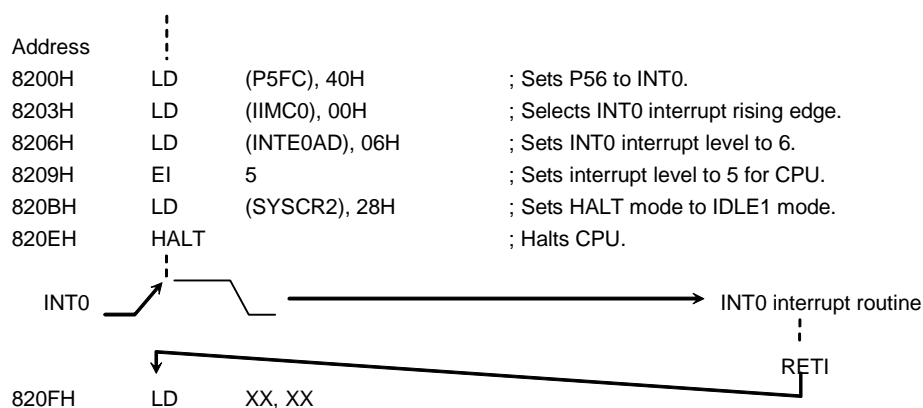 Address
8200H LD (P5FC), 40H ; Sets P56 to INT0.
8203H LD (IIMC0), 00H ; Selects INT0 interrupt rising edge.
8206H LD (INTE0AD), 06H ; Sets INT0 interrupt level to 6.
8209H EI 5 ; Sets interrupt level to 5 for CPU.
820BH LD (SYSCR2), 28H ; Sets HALT mode to IDLE1 mode.
820EH HALT ; Halts CPU.
INT0 INT0 interrupt routine
RETI
820FH LD XX, XX